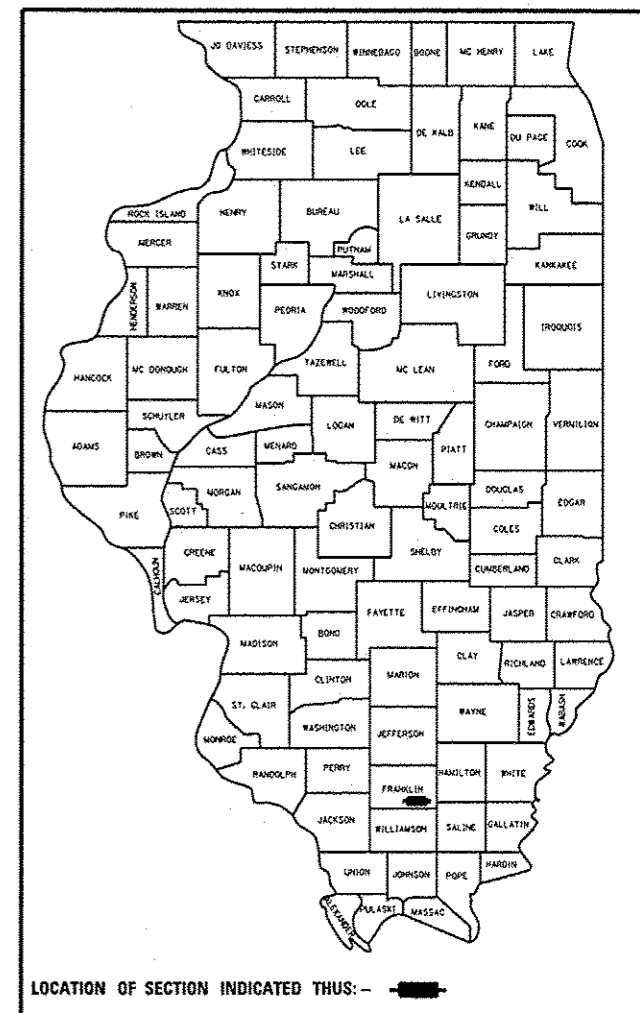 JO DAVIESS STEPHENSON WINNEBAGO BOONE MC HENRY LAKE
CARROLL OGLE DE KALB KANE DU PAGE COOK
WHITESIDE LEE
KENDALL WILL
ROCK ISLAND HENRY BUREAU LA SALLE GRUNDY
MERCER PUTNAM KANKAKEE
STARK MARSHALL
HENDERSON WARREN KNOX PEORIA WOODFORD LIVINGSTON IROQUOIS
HANCOCK MC DONOUGH FULTON TAZEWELL MC LEAN FORD
MASON
SCHUYLER LOGAN DE WITT CHAMPAIGN VERMILION
ADAMS BROWN CASS MENARD MACON PIATT
PIKE SCOTT MORGAN SANGAMON MOULTRIE DOUGLAS EDGAR
CHRISTIAN COLES
CALHOUN GREENE MACOUPIN MONTGOMERY SHELBY CUMBERLAND CLARK
JERSEY FAYETTE EFFINGHAM JASPER CRAWFORD
MADISON BOND
CLINTON MARION CLAY RICHLAND LAWRENCE
ST. CLAIR WAYNE EDWARDS WABASH
MONROE WASHINGTON JEFFERSON
RANDOLPH PERRY FRANKLIN HAMILTON WHITE
JACKSON WILLIAMSON SALINE GALLATIN
UNION JOHNSON POPE HARDIN
ALEXANDER PULASKI MASSAC
LOCATION OF SECTION INDICATED THUS: –